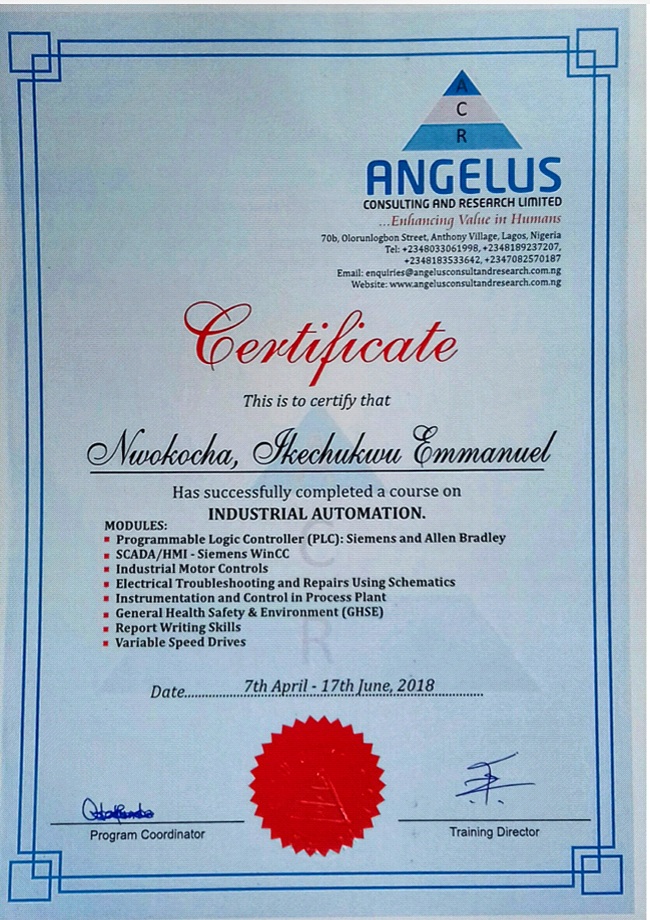 A
C
R
ANGELUS
CONSULTING AND RESEARCH LIMITED
...Enhancing Value in Humans
70b, Olorunlogbon Street, Anthony Village, Lagos, Nigeria
Tel: +2348033061998, +2348189237207,
+2348183533642, +2347082570187
Email: enquiries@angelusconsultandresearch.com.ng
Website: www.angelusconsultandresearch.com.ng
Certificate
This is to certify that
Nwokocha, Ikechukwu Emmanuel
Has successfully completed a course on
INDUSTRIAL AUTOMATION.
MODULES:
▪ Programmable Logic Controller (PLC): Siemens and Allen Bradley
▪ SCADA/HMI - Siemens WinCC
▪ Industrial Motor Controls
▪ Electrical Troubleshooting and Repairs Using Schematics
▪ Instrumentation and Control in Process Plant
▪ General Health Safety & Environment (GHSE)
▪ Report Writing Skills
▪ Variable Speed Drives
Date 7th April - 17th June, 2018
Program Coordinator
Training Director